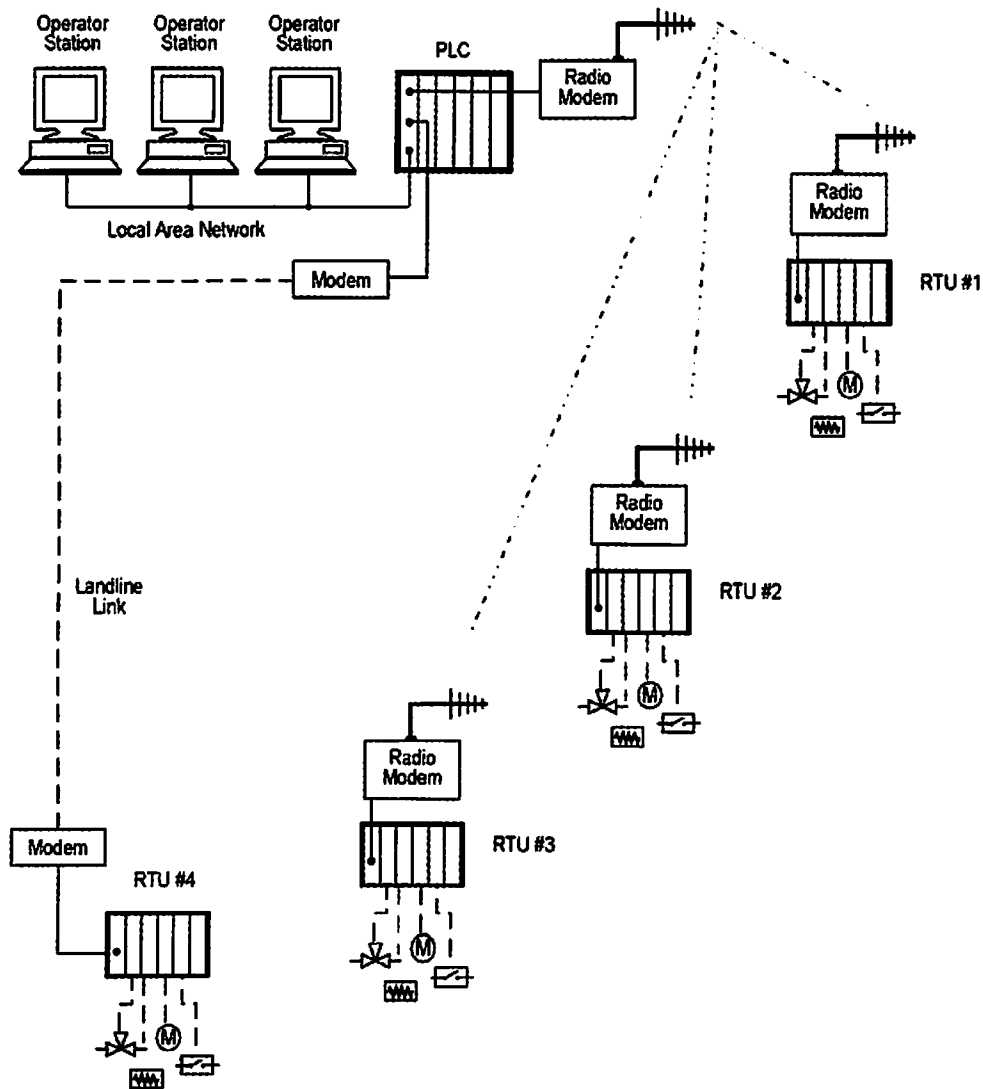 Operator
Station
Operator
Station
Operator
Station
PLC
Radio
Modem
Radio
Modem
RTU #1
Local Area Network
Modem
M
Radio
Modem
Landline
Link
RTU #2
M
Radio
Modem
Modem
RTU #3
RTU #4
M
M